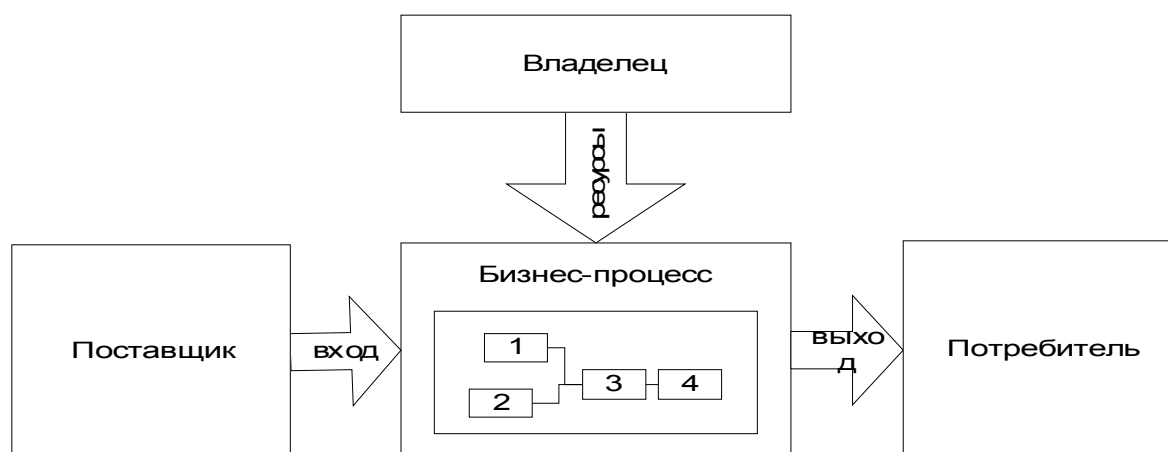 Владелец
ресурсы
Бизнес-процесс
Поставщик
вход
1
2
3
4
выхо
д
Потребитель